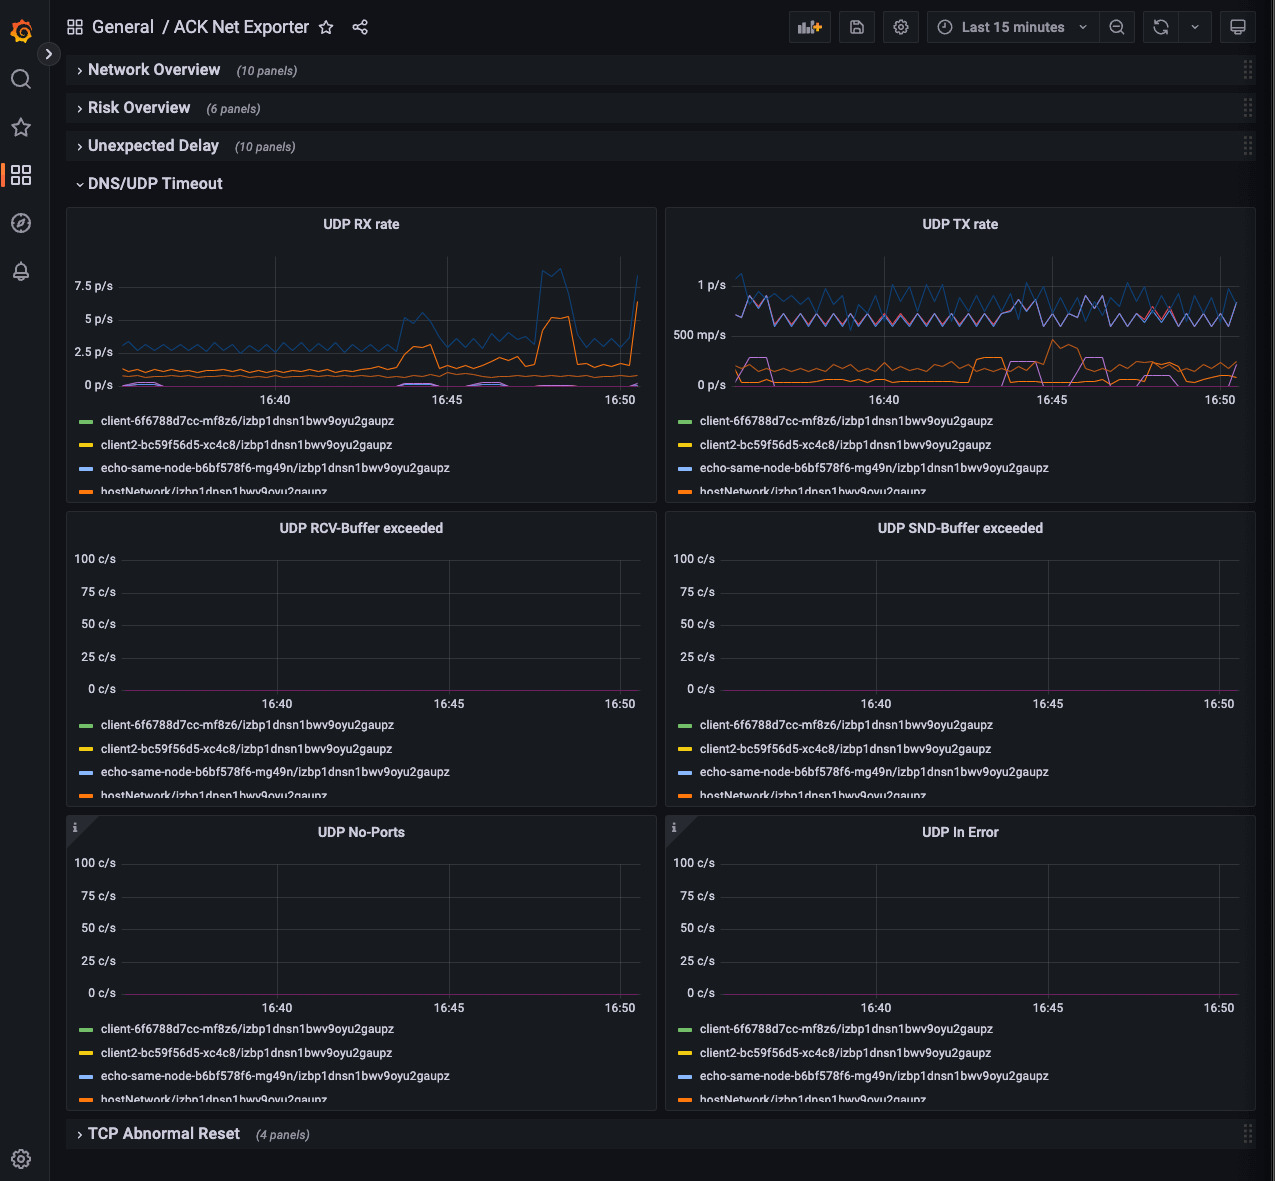 General / ACK Net Exporter
Last 15 minutes
Network Overview (10 panels)
Risk Overview (6 panels)
Unexpected Delay (10 panels)
DNS/UDP Timeout
UDP RX rate
7.5 p/s
5 p/s
2.5 p/s
0 p/s
16:40 16:45 16:50
client-6f6788d7cc-mf8z6/izbp1dnsn1bwv9oyu2gaupz
client2-bc59f56d5-xc4c8/izbp1dnsn1bwv9oyu2gaupz
echo-same-node-b6bf578f6-mg49n/izbp1dnsn1bwv9oyu2gaupz
hostNetwork/izbp1dnsn1bwv9oyu2gaupz
UDP TX rate
1 p/s
500 mp/s
0 p/s
16:40 16:45 16:50
client-6f6788d7cc-mf8z6/izbp1dnsn1bwv9oyu2gaupz
client2-bc59f56d5-xc4c8/izbp1dnsn1bwv9oyu2gaupz
echo-same-node-b6bf578f6-mg49n/izbp1dnsn1bwv9oyu2gaupz
hostNetwork/izbp1dnsn1bwv9oyu2gaupz
UDP RCV-Buffer exceeded
100 c/s
75 c/s
50 c/s
25 c/s
0 c/s
16:40 16:45 16:50
client-6f6788d7cc-mf8z6/izbp1dnsn1bwv9oyu2gaupz
client2-bc59f56d5-xc4c8/izbp1dnsn1bwv9oyu2gaupz
echo-same-node-b6bf578f6-mg49n/izbp1dnsn1bwv9oyu2gaupz
hostNetwork/izbp1dnsn1bwv9oyu2gaupz
UDP SND-Buffer exceeded
100 c/s
75 c/s
50 c/s
25 c/s
0 c/s
16:40 16:45 16:50
client-6f6788d7cc-mf8z6/izbp1dnsn1bwv9oyu2gaupz
client2-bc59f56d5-xc4c8/izbp1dnsn1bwv9oyu2gaupz
echo-same-node-b6bf578f6-mg49n/izbp1dnsn1bwv9oyu2gaupz
hostNetwork/izbp1dnsn1bwv9oyu2gaupz
UDP No-Ports
100 c/s
75 c/s
50 c/s
25 c/s
0 c/s
16:40 16:45 16:50
client-6f6788d7cc-mf8z6/izbp1dnsn1bwv9oyu2gaupz
client2-bc59f56d5-xc4c8/izbp1dnsn1bwv9oyu2gaupz
echo-same-node-b6bf578f6-mg49n/izbp1dnsn1bwv9oyu2gaupz
hostNetwork/izbp1dnsn1bwv9oyu2gaupz
UDP In Error
100 c/s
75 c/s
50 c/s
25 c/s
0 c/s
16:40 16:45 16:50
client-6f6788d7cc-mf8z6/izbp1dnsn1bwv9oyu2gaupz
client2-bc59f56d5-xc4c8/izbp1dnsn1bwv9oyu2gaupz
echo-same-node-b6bf578f6-mg49n/izbp1dnsn1bwv9oyu2gaupz
hostNetwork/izbp1dnsn1bwv9oyu2gaupz
TCP Abnormal Reset (4 panels)